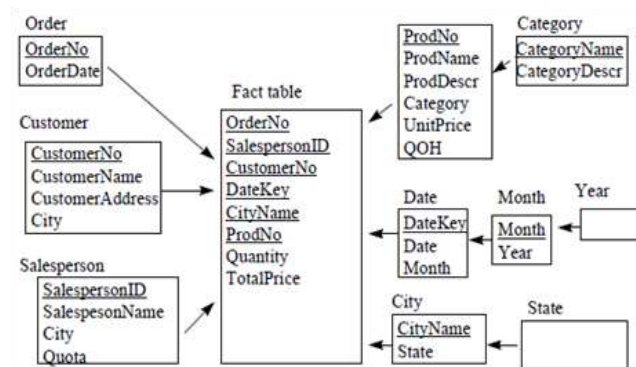 Order
OrderNo
OrderDate
Customer
CustomerNo
CustomerName
CustomerAddress
City
Salesperson
SalespersonID
SalespesonName
City
Quota
Fact table
OrderNo
SalespersonID
CustomerNo
DateKey
CityName
ProdNo
Quantity
TotalPrice
ProdNo
ProdName
ProdDescr
Category
UnitPrice
QOH
Category
CategoryName
CategoryDescr
Date
DateKey
Date
Month
Month
Month
Year
Year
City
CityName
State
State